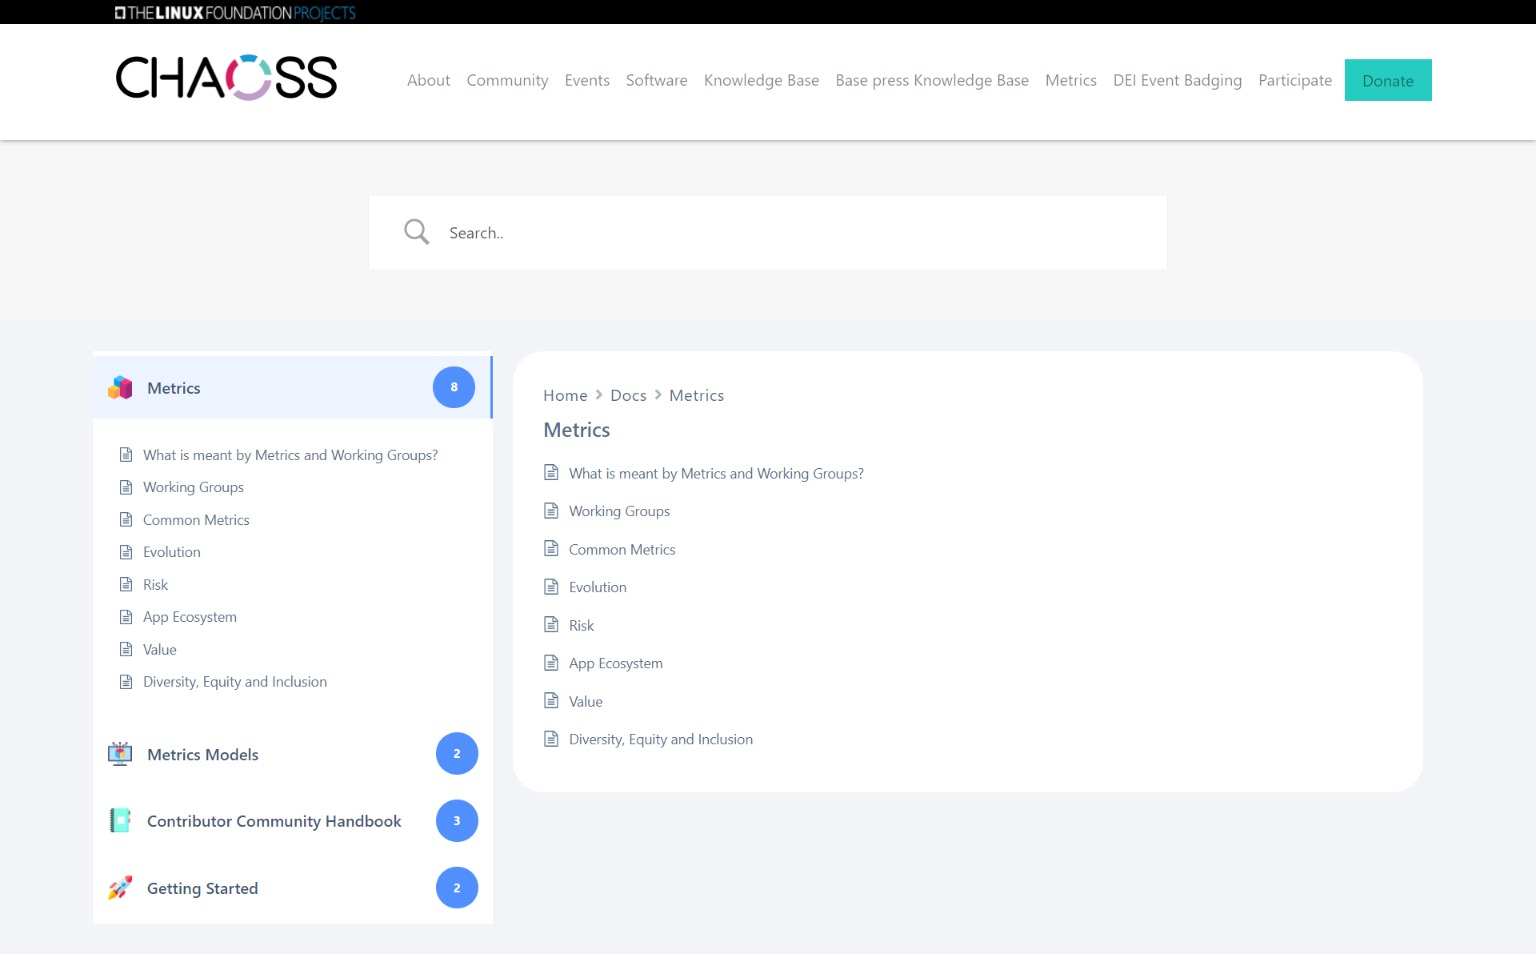 THE LINUX FOUNDATION PROJECTS
CHAOSS
About Community Events Software Knowledge Base Base press Knowledge Base Metrics DEI Event Badging Participate Donate
Search..
Metrics 8
What is meant by Metrics and Working Groups?
Working Groups
Common Metrics
Evolution
Risk
App Ecosystem
Value
Diversity, Equity and Inclusion
Metrics Models 2
Contributor Community Handbook 3
Getting Started 2
Home > Docs > Metrics
Metrics
What is meant by Metrics and Working Groups?
Working Groups
Common Metrics
Evolution
Risk
App Ecosystem
Value
Diversity, Equity and Inclusion